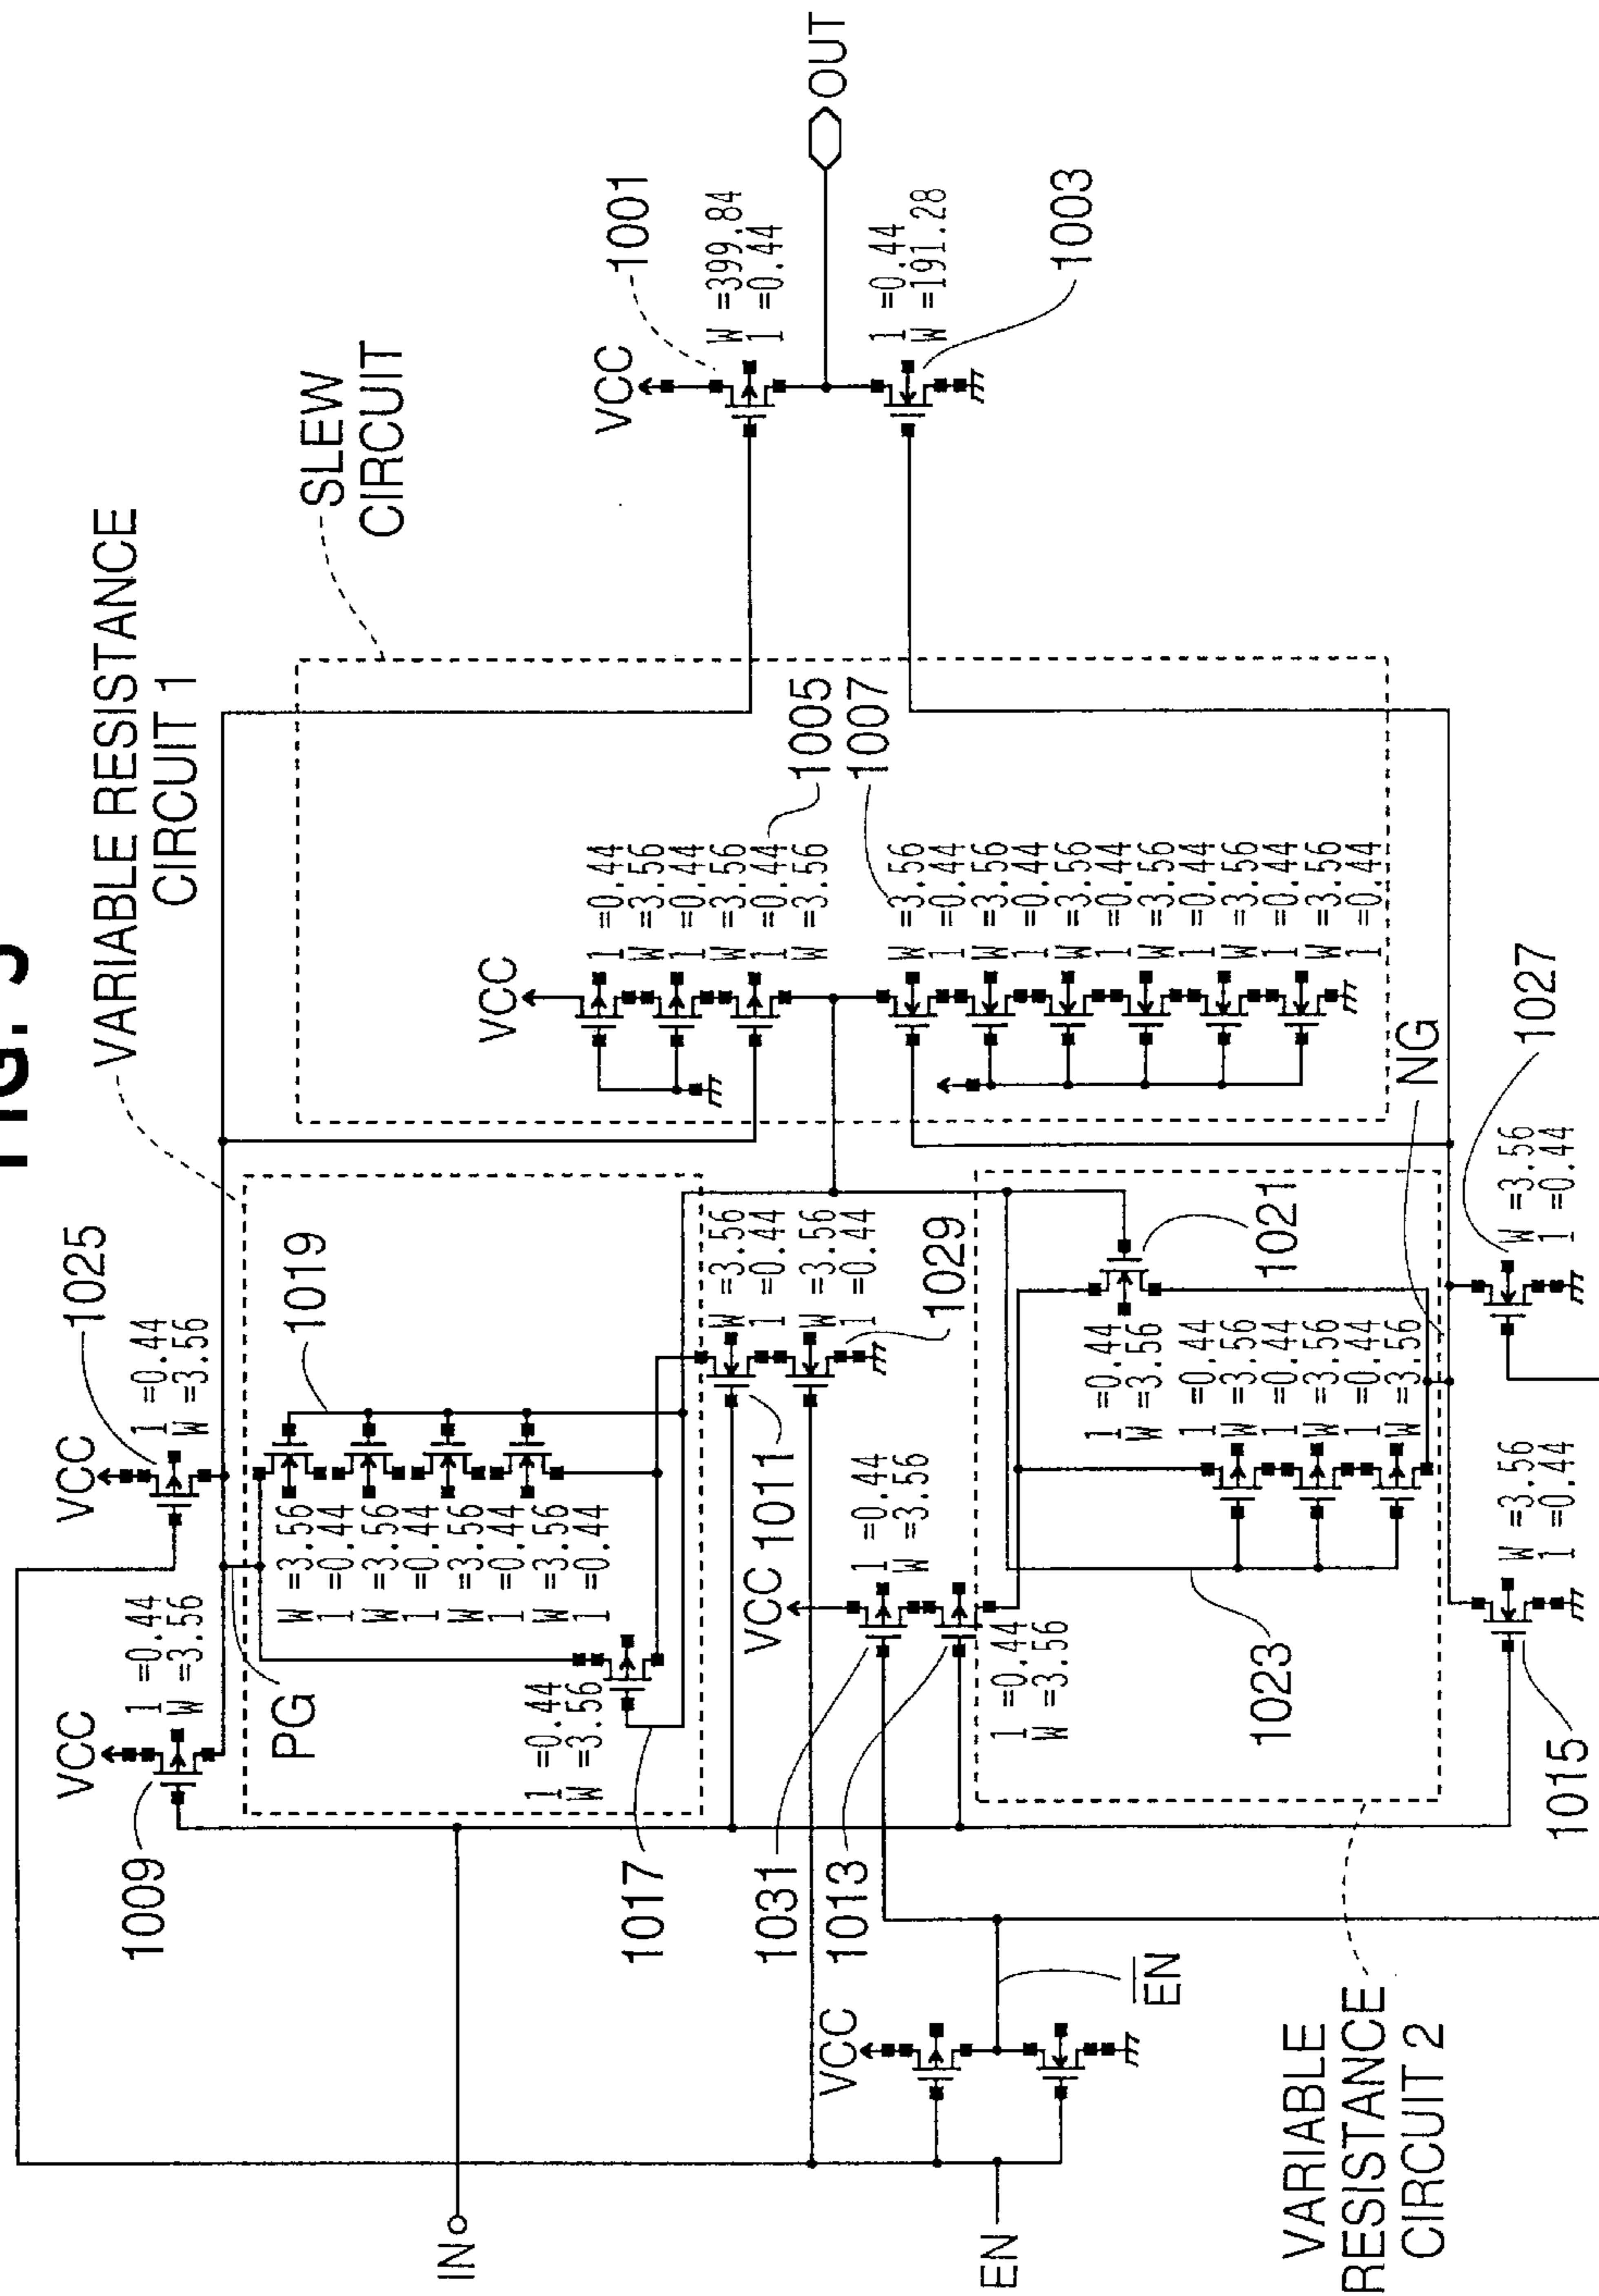 FIG.
VARIABLE RESISTANCE
CIRCUIT 1
SLEW
CIRCUIT
VCC
1009
l =0.44
W =3.56
VCC
1025
l =0.44
W =3.56
PG
1019
W =3.56
l =0.44
W =3.56
l =0.44
W =3.56
l =0.44
W =3.56
l =0.44
l =0.44
W =3.56
1017
IN
VCC
1011
W =3.56
l =0.44
W =3.56
l =0.44
1029
1031
1013
l =0.44
W =3.56
l =0.44
W =3.56
VCC
EN
EN
VCC
l =0.44
W =3.56
l =0.44
W =3.56
l =0.44
W =3.56
1005
1007
W =3.56
l =0.44
W =3.56
l =0.44
W =3.56
l =0.44
W =3.56
l =0.44
W =3.56
l =0.44
W =3.56
l =0.44
VCC
1001
W =399.84
l =0.44
OUT
l =0.44
W =191.28
1003
1021
l =0.44
W =3.56
l =0.44
W =3.56
l =0.44
W =3.56
l =0.44
W =3.56
1023
NG
VARIABLE
RESISTANCE
CIRCUIT 2
1015
W =3.56
l =0.44
1027
W =3.56
l =0.44